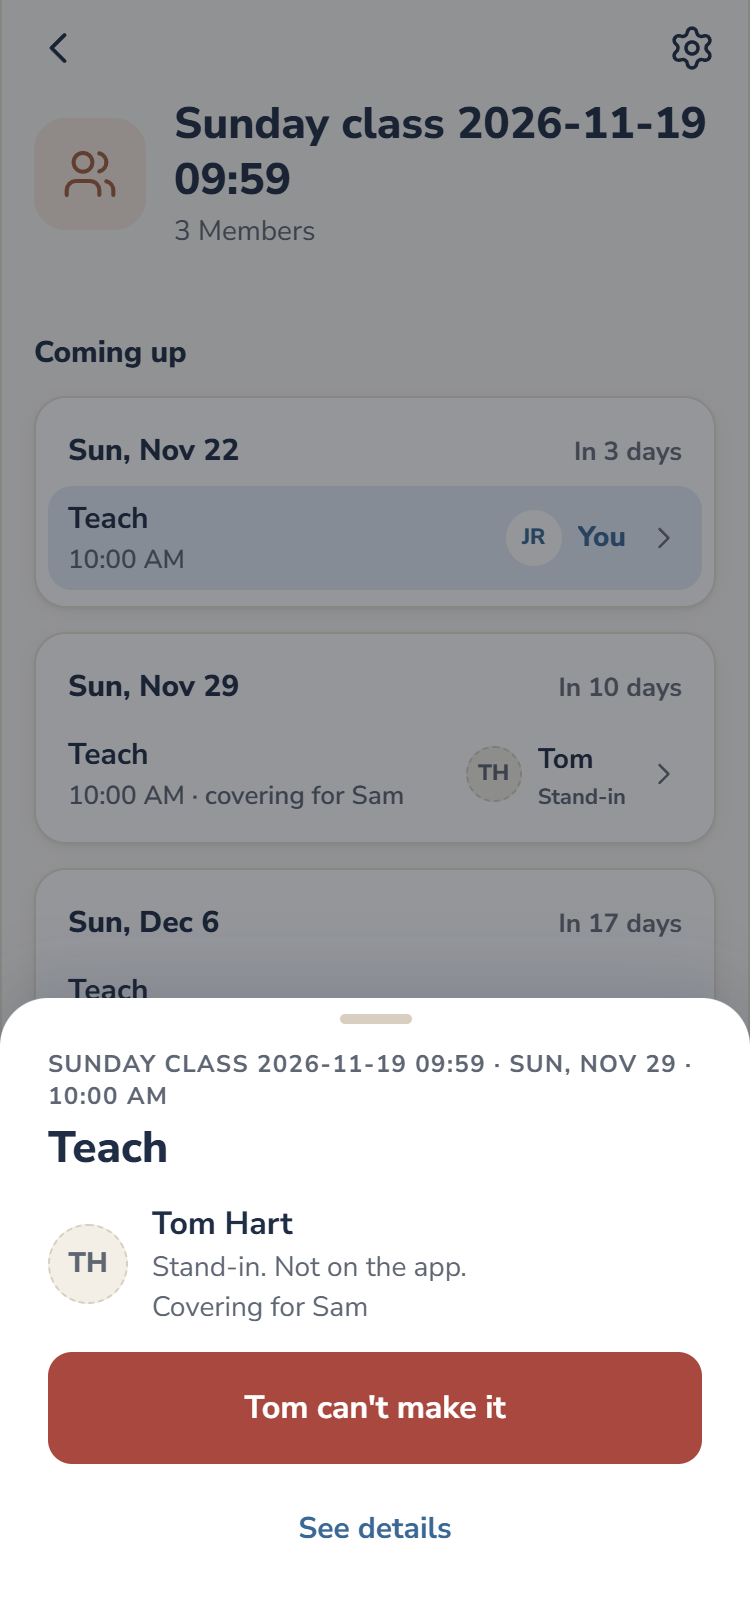 Sunday class 2026-11-19
09:59
3 Members
Coming up
Sun, Nov 22
In 3 days
Teach
10:00 AM
JR
You
Sun, Nov 29
In 10 days
Teach
10:00 AM · covering for Sam
TH
Tom
Stand-in
Sun, Dec 6
In 17 days
Teach
SUNDAY CLASS 2026-11-19 09:59 · SUN, NOV 29 ·
10:00 AM
Teach
TH
Tom Hart
Stand-in. Not on the app.
Covering for Sam
Tom can't make it
See details